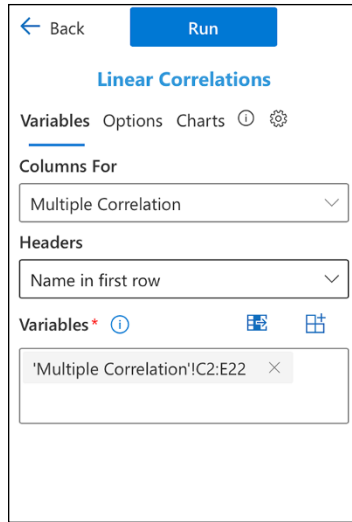 Back
Run
Linear Correlations
Variables Options Charts
Columns For
Multiple Correlation
Headers
Name in first row
Variables*
'Multiple Correlation'!C2:E22